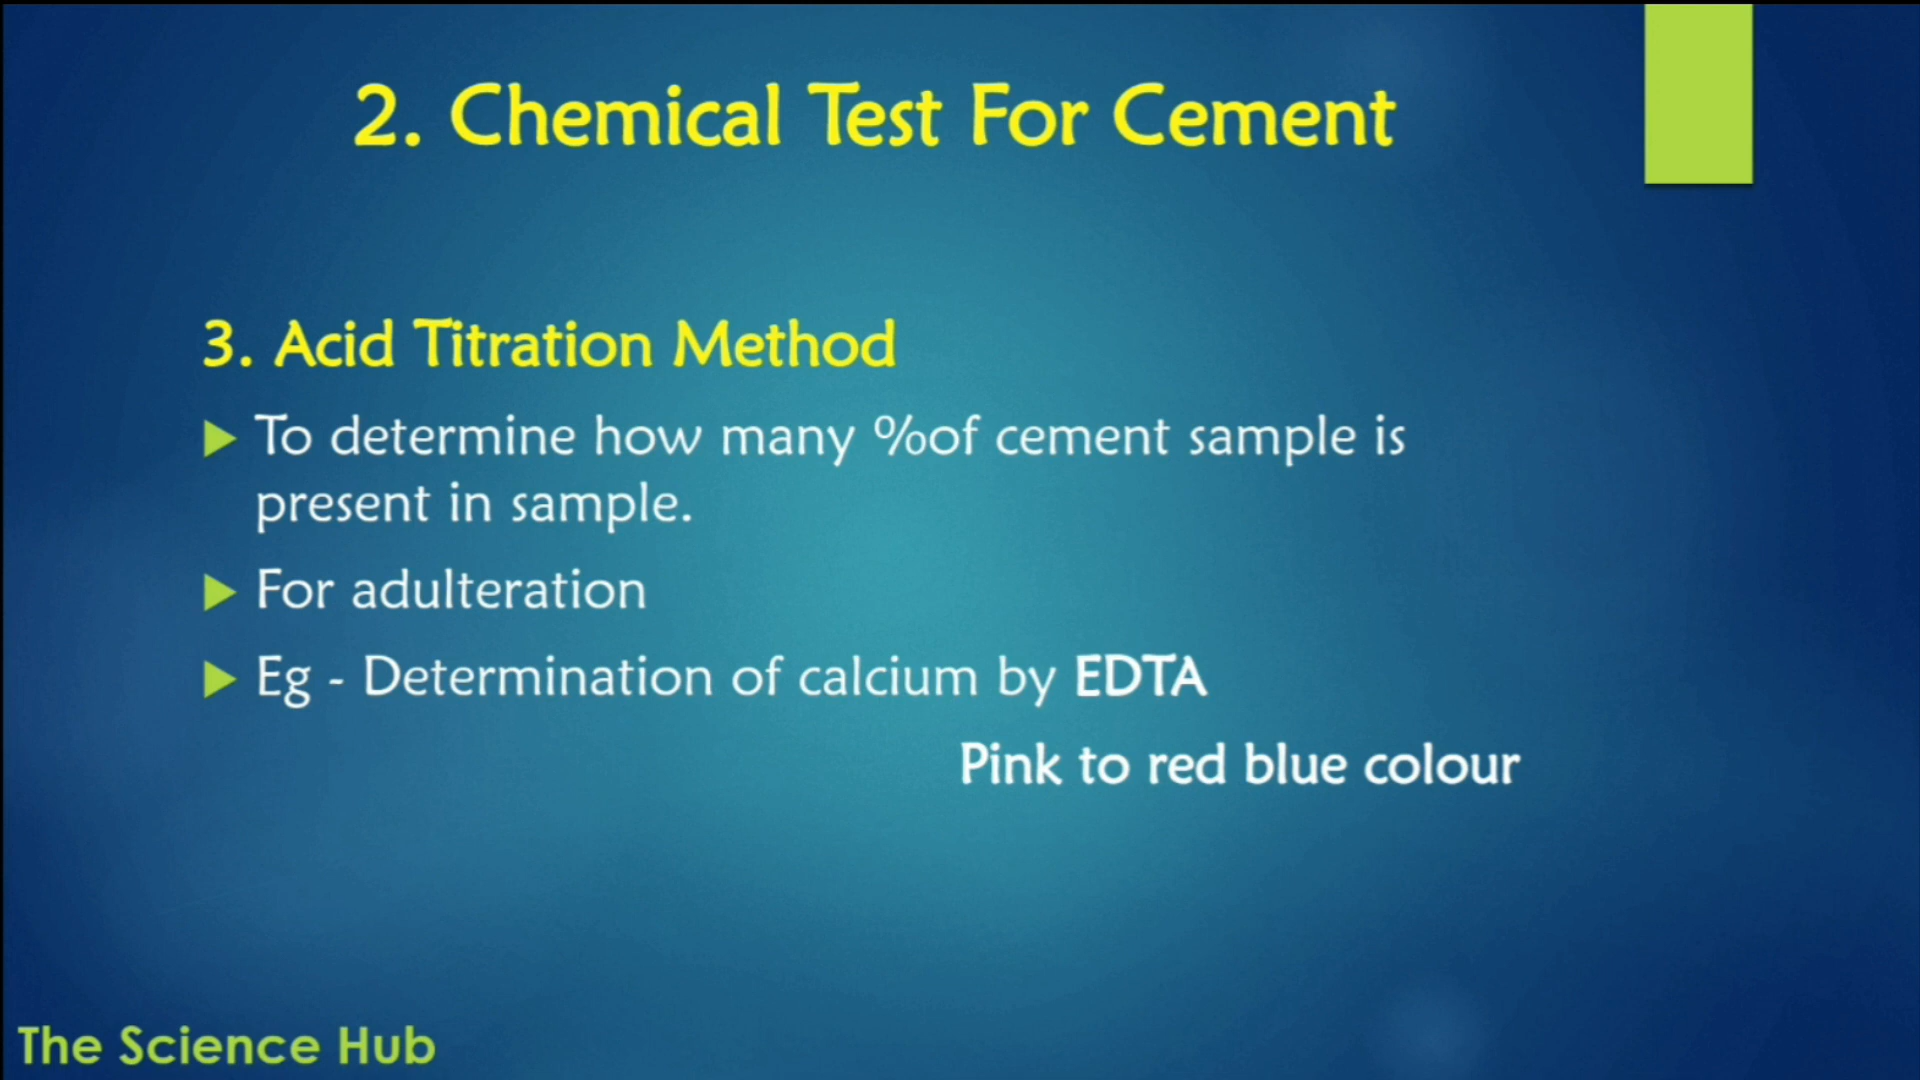 2. Chemical Test For Cement
3. Acid Titration Method
To determine how many %of cement sample is
present in sample.
For adulteration
Eg - Determination of calcium by EDTA
Pink to red blue colour
The Science Hub